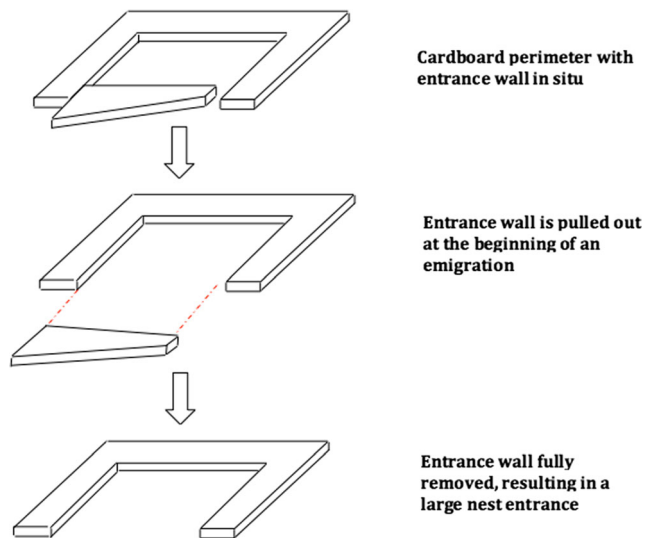 Cardboard perimeter with
entrance wall in situ
Entrance wall is pulled out
at the beginning of an
emigration
Entrance wall fully
removed, resulting in a
large nest entrance